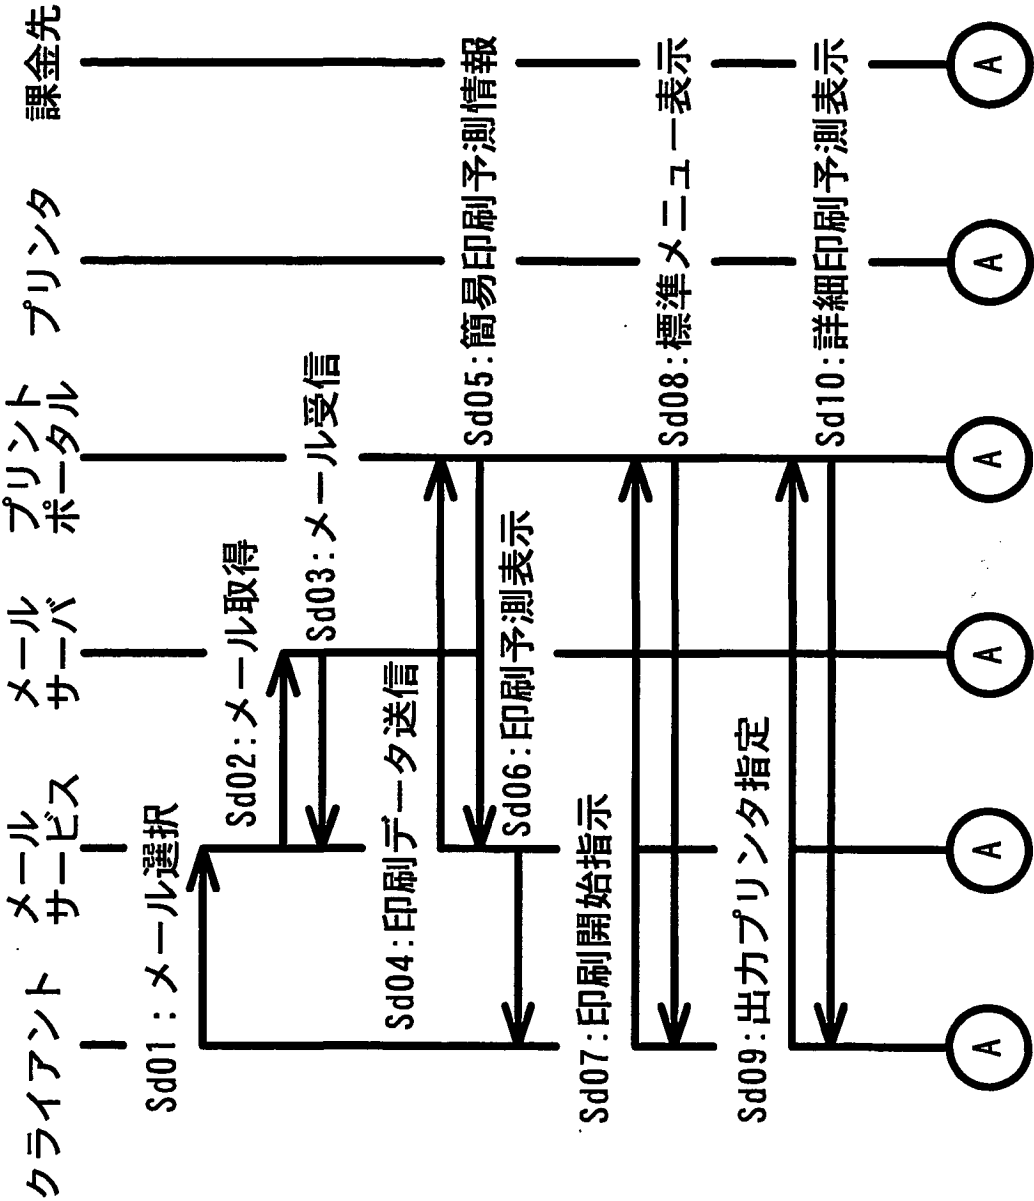 クライアント
メール
サービス
メール
サーバ
プリント
ポータル
プリンタ
課金先
Sd01:メール選択
Sd02:メール取得
Sd03:メール受信
Sd04:印刷データ送信
Sd05:簡易印刷予測情報
Sd06:印刷予測表示
Sd07:印刷開始指示
Sd08:標準メニュー表示
Sd09:出力プリンタ指定
Sd10:詳細印刷予測表示
A
A
A
A
A
A